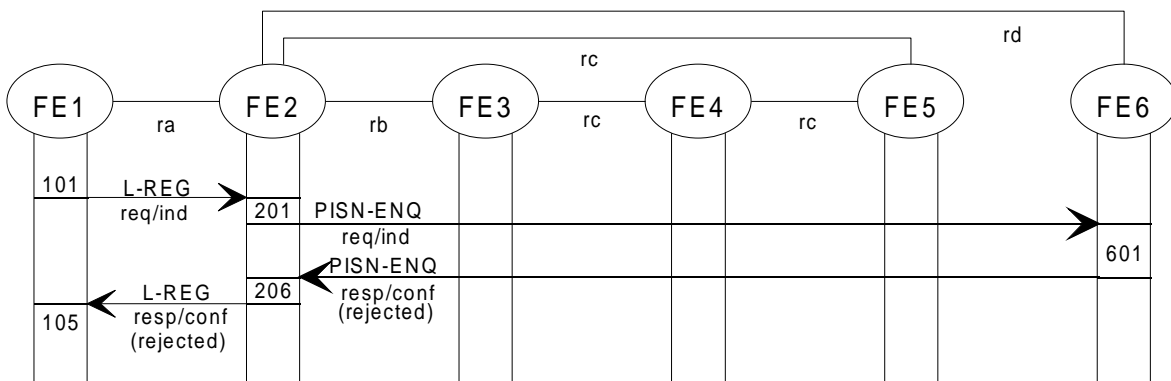 rd
rc
FE1
FE2
FE3
FE4
FE5
FE6
ra
rb
rc
rc
101
L-REG
req/ind
201
PISN-ENQ
req/ind
601
PISN-ENQ
resp/conf
(rejected)
206
L-REG
resp/conf
(rejected)
105